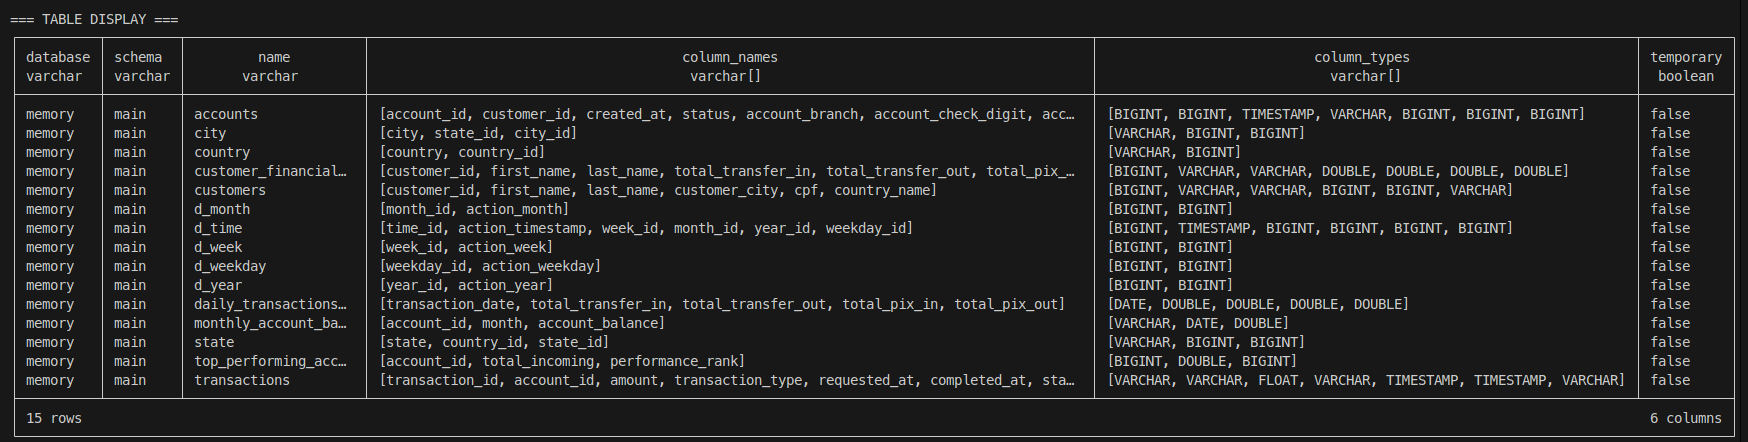 === TABLE DISPLAY ===
database schema name column_names column_types temporary
varchar varchar varchar varchar[] varchar[] boolean
memory main accounts [account_id, customer_id, created_at, status, account_branch, account_check_digit, acc… [BIGINT, BIGINT, TIMESTAMP, VARCHAR, BIGINT, BIGINT, BIGINT] false
memory main city [city, state_id, city_id] [VARCHAR, BIGINT, BIGINT] false
memory main country [country, country_id] [VARCHAR, BIGINT] false
memory main customer_financial… [customer_id, first_name, last_name, total_transfer_in, total_transfer_out, total_pix_… [BIGINT, VARCHAR, VARCHAR, DOUBLE, DOUBLE, DOUBLE, DOUBLE] false
memory main customers [customer_id, first_name, last_name, customer_city, cpf, country_name] [BIGINT, VARCHAR, VARCHAR, BIGINT, BIGINT, VARCHAR] false
memory main d_month [month_id, action_month] [BIGINT, BIGINT] false
memory main d_time [time_id, action_timestamp, week_id, month_id, year_id, weekday_id] [BIGINT, TIMESTAMP, BIGINT, BIGINT, BIGINT, BIGINT] false
memory main d_week [week_id, action_week] [BIGINT, BIGINT] false
memory main d_weekday [weekday_id, action_weekday] [BIGINT, BIGINT] false
memory main d_year [year_id, action_year] [BIGINT, BIGINT] false
memory main daily_transactions… [transaction_date, total_transfer_in, total_transfer_out, total_pix_in, total_pix_out] [DATE, DOUBLE, DOUBLE, DOUBLE, DOUBLE] false
memory main monthly_account_ba… [account_id, month, account_balance] [VARCHAR, DATE, DOUBLE] false
memory main state [state, country_id, state_id] [VARCHAR, BIGINT, BIGINT] false
memory main top_performing_acc… [account_id, total_incoming, performance_rank] [BIGINT, DOUBLE, BIGINT] false
memory main transactions [transaction_id, account_id, amount, transaction_type, requested_at, completed_at, sta… [VARCHAR, VARCHAR, FLOAT, VARCHAR, TIMESTAMP, TIMESTAMP, VARCHAR] false
15 rows 6 columns